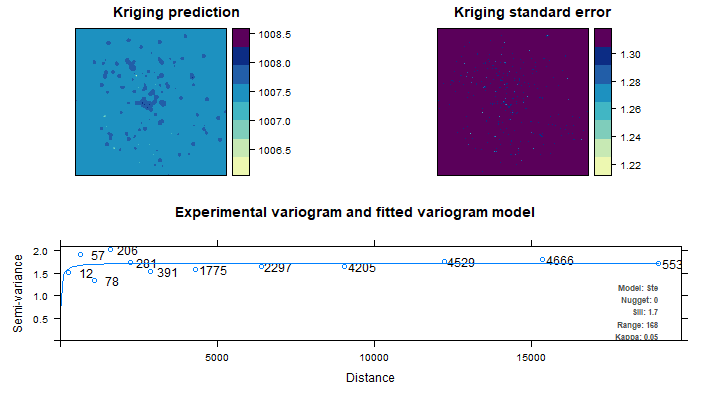 Kriging prediction
Kriging standard error
1008.5
1008.0
1007.5
1007.0
1006.5
1.30
1.28
1.26
1.24
1.22
Experimental variogram and fitted variogram model
Semi-variance
2.0
1.5
1.0
0.5
57
206
12
78
281
391
1775
2297
4205
4529
4666
553
Model: Ste
Nugget: 0
Sill: 1.7
Range: 168
Kappa: 0.05
5000
10000
15000
Distance